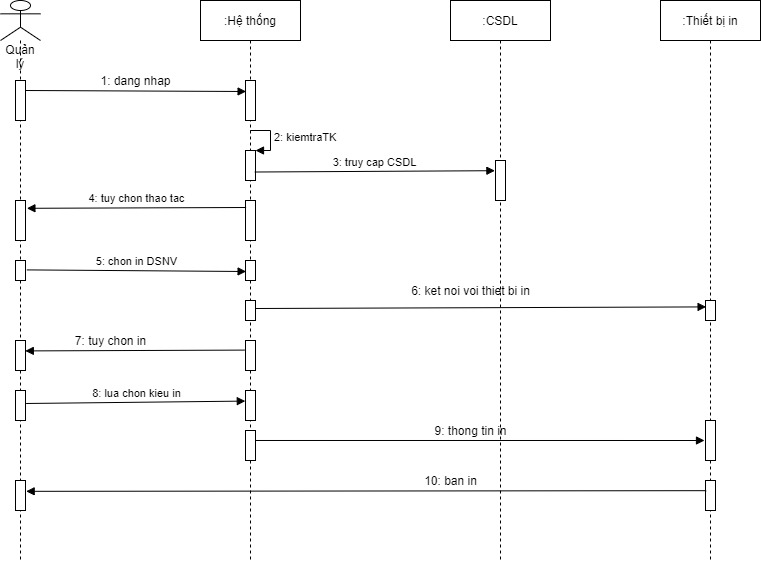 :Hệ thống
:CSDL
:Thiết bị in
Quản
lý
1: dang nhap
2: kiemtraTK
3: truy cap CSDL
4: tuy chon thao tac
5: chon in DSNV
6: ket noi voi thiet bi in
7: tuy chon in
8: lua chon kieu in
9: thong tin in
10: ban in